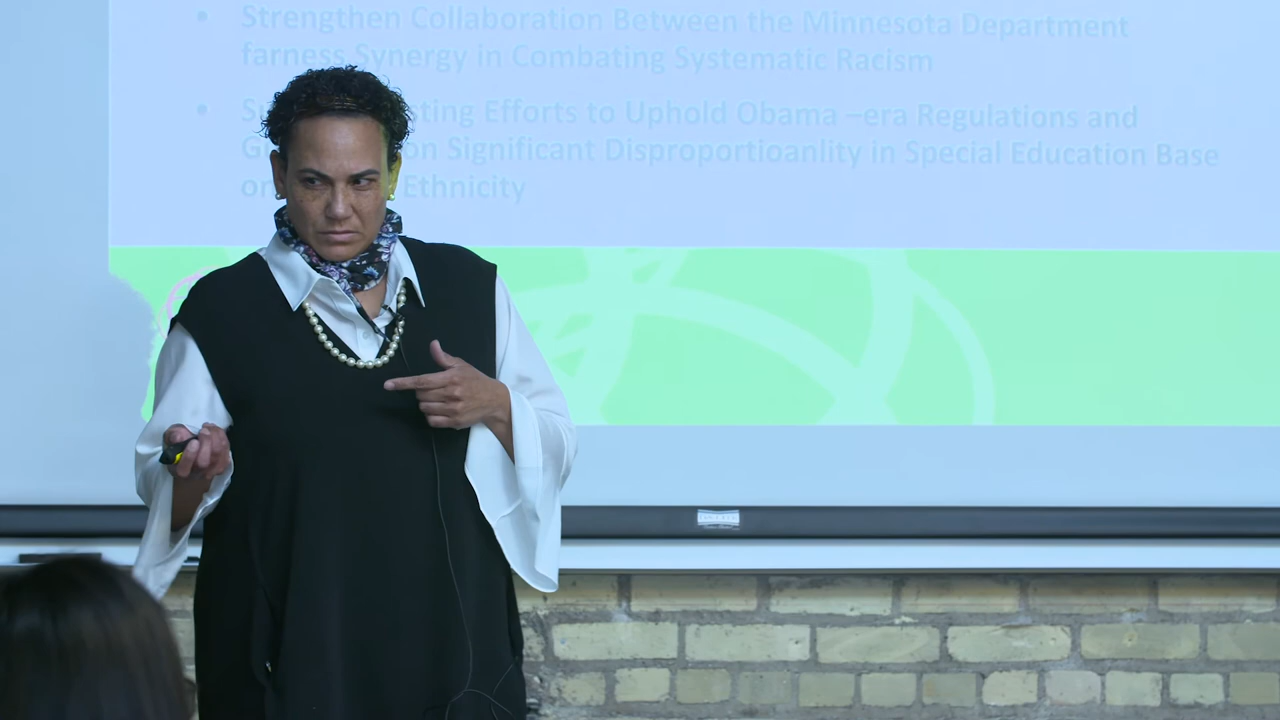 • Strengthen Collaboration Between the Minnesota Department
farness Synergy in Combating Systematic Racism
• ting Efforts to Uphold Obama –era Regulations and
on Significant Disproportioanlity in Special Education Base
on Ethnicity